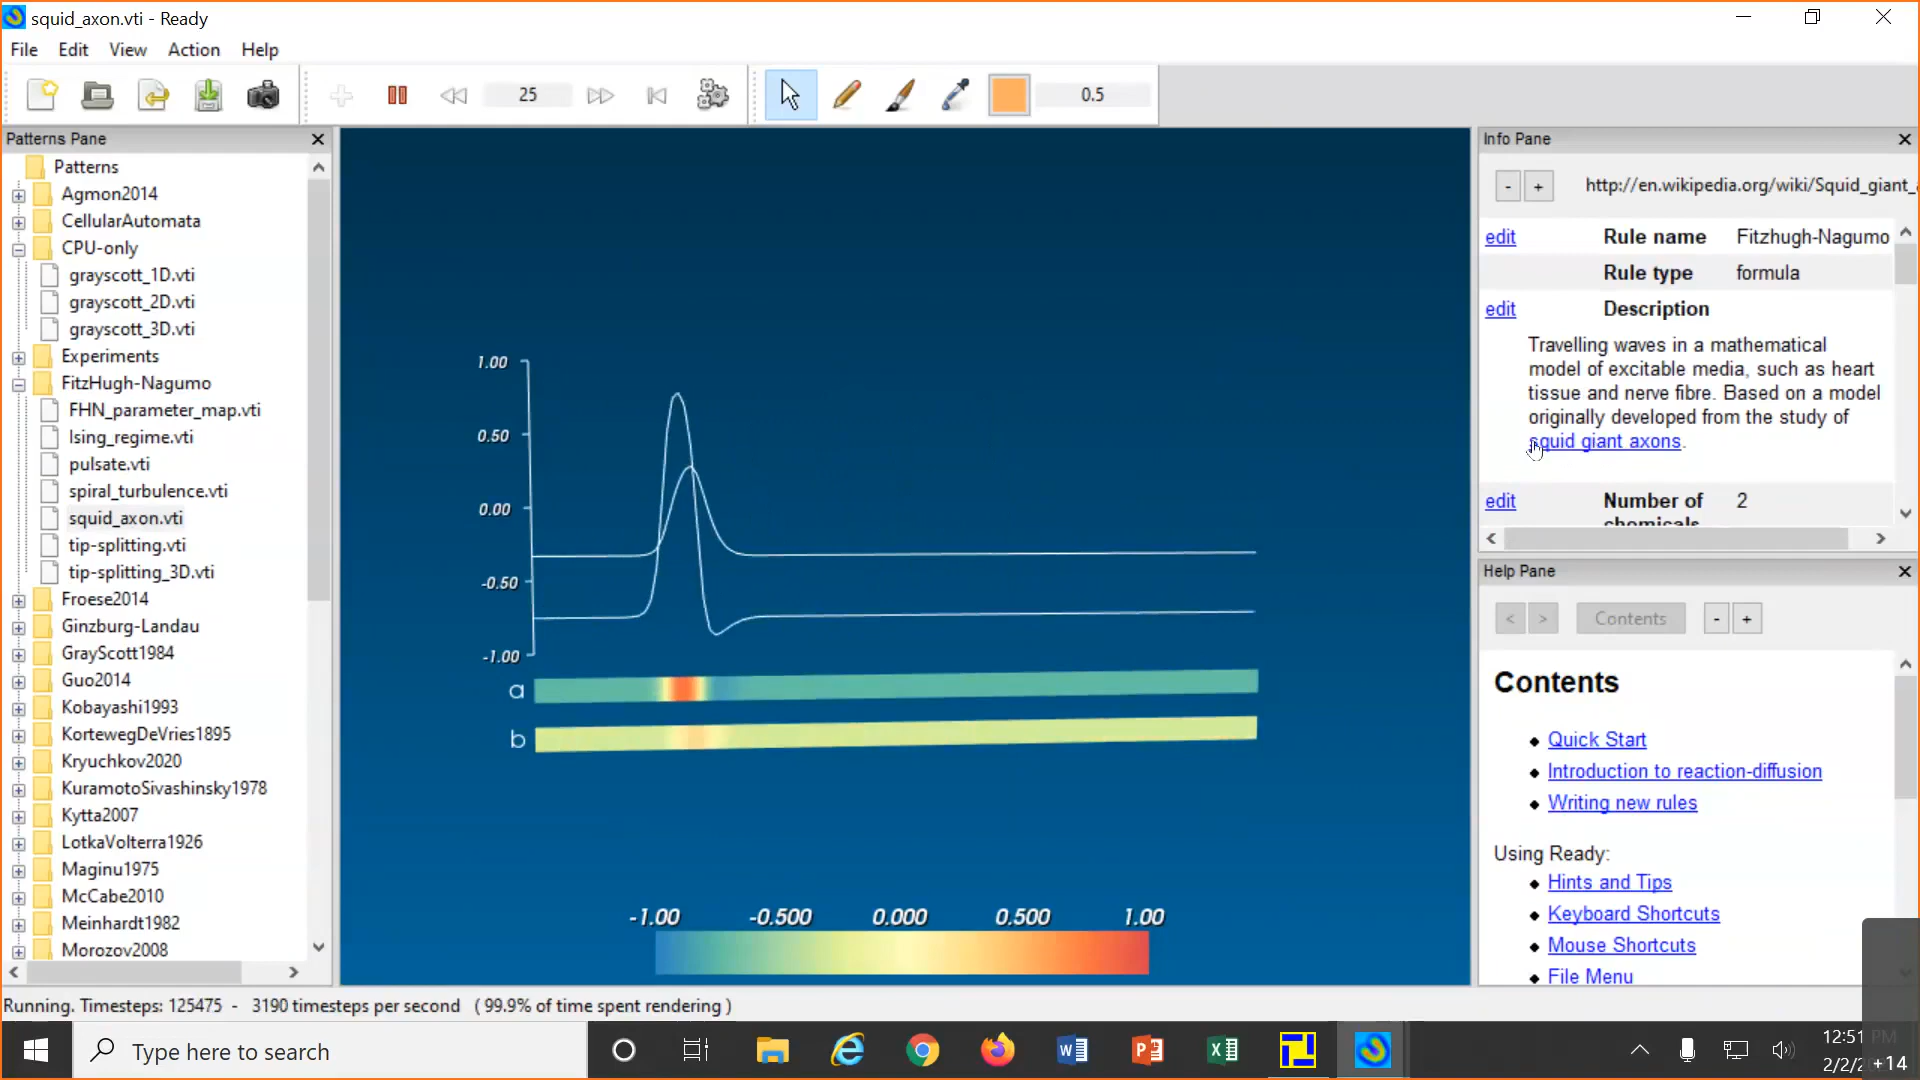 squid_axon.vti - Ready
File Edit View Action Help
25
0.5
Patterns Pane
Patterns
Agmon2014
CellularAutomata
CPU-only
grayscott_1D.vti
grayscott_2D.vti
grayscott_3D.vti
Experiments
FitzHugh-Nagumo
FHN_parameter_map.vti
Ising_regime.vti
pulsate.vti
spiral_turbulence.vti
squid_axon.vti
tip-splitting.vti
tip-splitting_3D.vti
Froese2014
Ginzburg-Landau
GrayScott1984
Guo2014
Kobayashi1993
KortewegDeVries1895
Kryuchkov2020
KuramotoSivashinsky1978
Kytta2007
LotkaVolterra1926
Maginu1975
McCabe2010
Meinhardt1982
Morozov2008
1.00
0.50
0.00
-0.50
-1.00
a
b
-1.00 -0.500 0.000 0.500 1.00
Info Pane
- + http://en.wikipedia.org/wiki/Squid_giant_
edit Rule name Fitzhugh-Nagumo
Rule type formula
edit Description
Travelling waves in a mathematical
model of excitable media, such as heart
tissue and nerve fibre. Based on a model
originally developed from the study of
squid giant axons.
edit Number of 2
chemicals
Help Pane
< > Contents - +
Contents
Quick Start
Introduction to reaction-diffusion
Writing new rules
Using Ready:
Hints and Tips
Keyboard Shortcuts
Mouse Shortcuts
File Menu
Running. Timesteps: 125475 - 3190 timesteps per second ( 99.9% of time spent rendering )
Type here to search
12:51 PM
2/2/2
+14